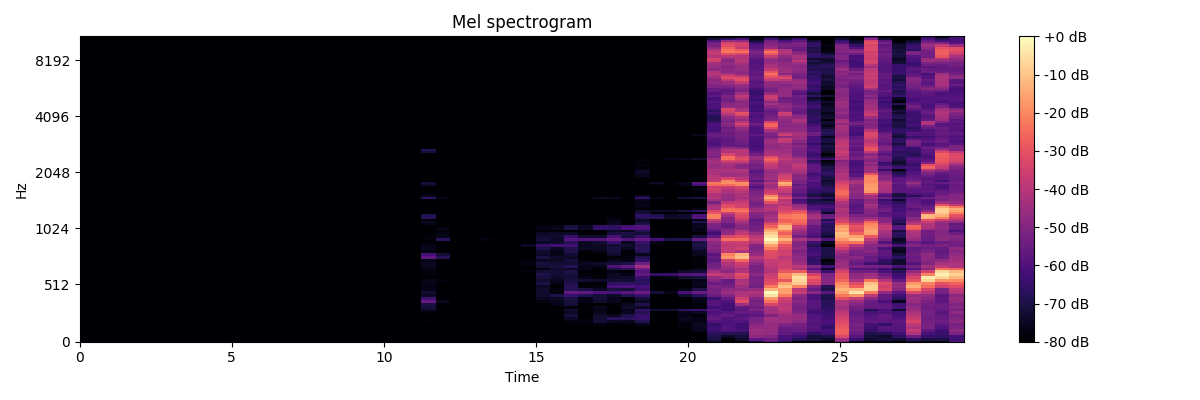 Mel spectrogram
8192
4096
2048
1024
512
0
Hz
0 5 10 15 20 25
Time
+0 dB
-10 dB
-20 dB
-30 dB
-40 dB
-50 dB
-60 dB
-70 dB
-80 dB